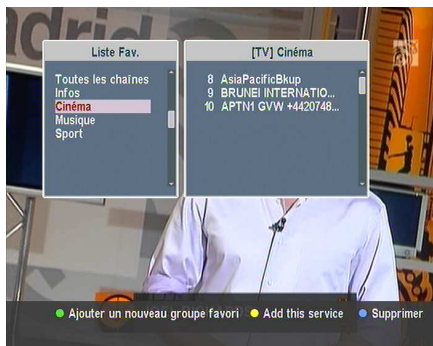 drid
Liste Fav.
[TV] Cinéma
Toutes les chaînes
Infos
Cinéma
Musique
Sport
8 AsiaPacificBkup
9 BRUNEI INTERNATIO...
10 APTN1 GVW +4420748...
Ajouter un nouveau groupe favori
Add this service
Supprimer